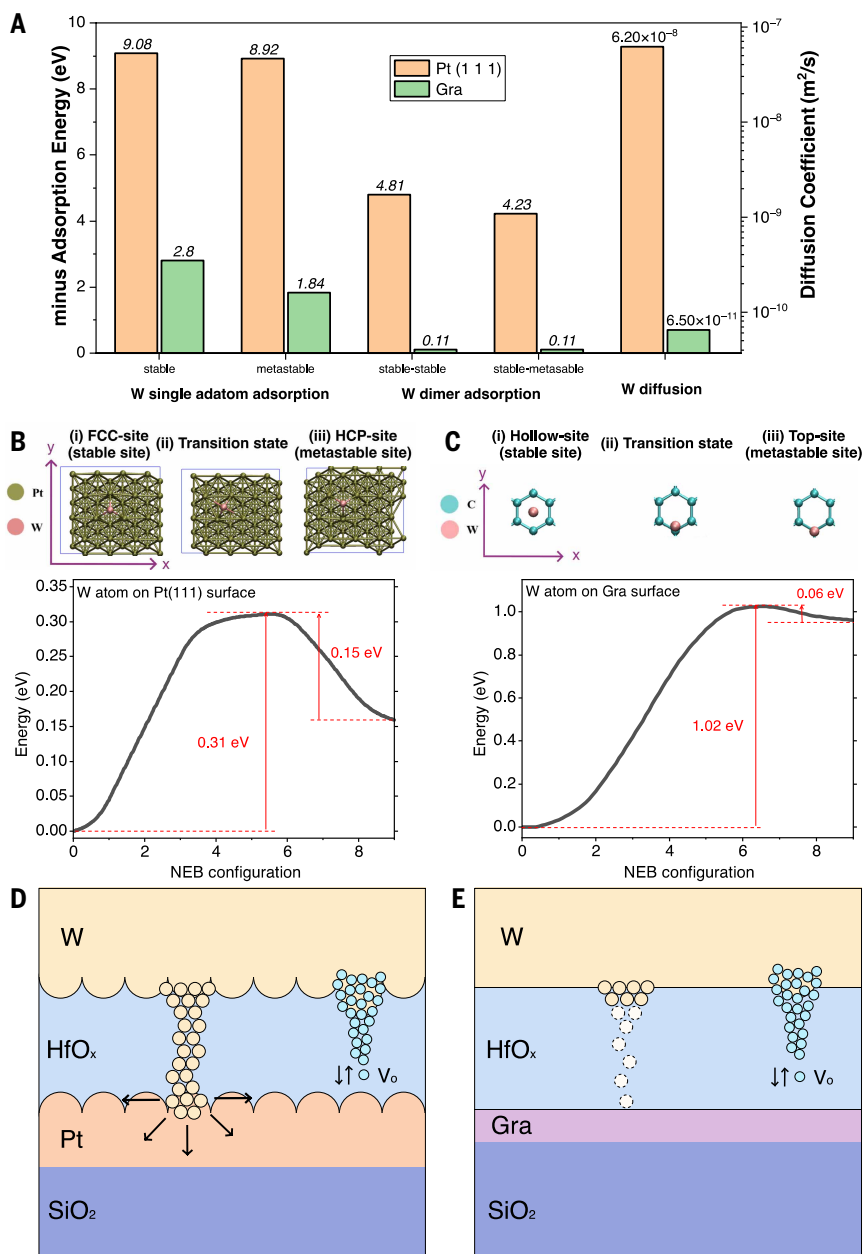 A
minus Adsorption Energy (eV)
10
8
6
4
2
0
9.08
2.8
8.92
1.84
4.81
0.11
4.23
0.11
6.20×10⁻⁸
6.50×10⁻¹¹
Pt (1 1 1)
Gra
10⁻⁷
10⁻⁸
10⁻⁹
10⁻¹⁰
Diffusion Coefficient (m²/s)
stable
metastable
stable-stable
stable-metasable
W single adatom adsorption
W dimer adsorption
W diffusion
B
y
x
Pt
W
(i) FCC-site
(stable site)
(ii) Transition state
(iii) HCP-site
(metastable site)
W atom on Pt(111) surface
Energy (eV)
0.35
0.30
0.25
0.20
0.15
0.10
0.05
0.00
0.31 eV
0.15 eV
0
2
4
6
8
NEB configuration
C
y
x
C
W
(i) Hollow-site
(stable site)
(ii) Transition state
(iii) Top-site
(metastable site)
W atom on Gra surface
Energy (eV)
1.0
0.8
0.6
0.4
0.2
0.0
1.02 eV
0.06 eV
0
2
4
6
8
NEB configuration
D
W
HfOₓ
Vₒ
Pt
SiO₂
E
W
HfOₓ
Vₒ
Gra
SiO₂